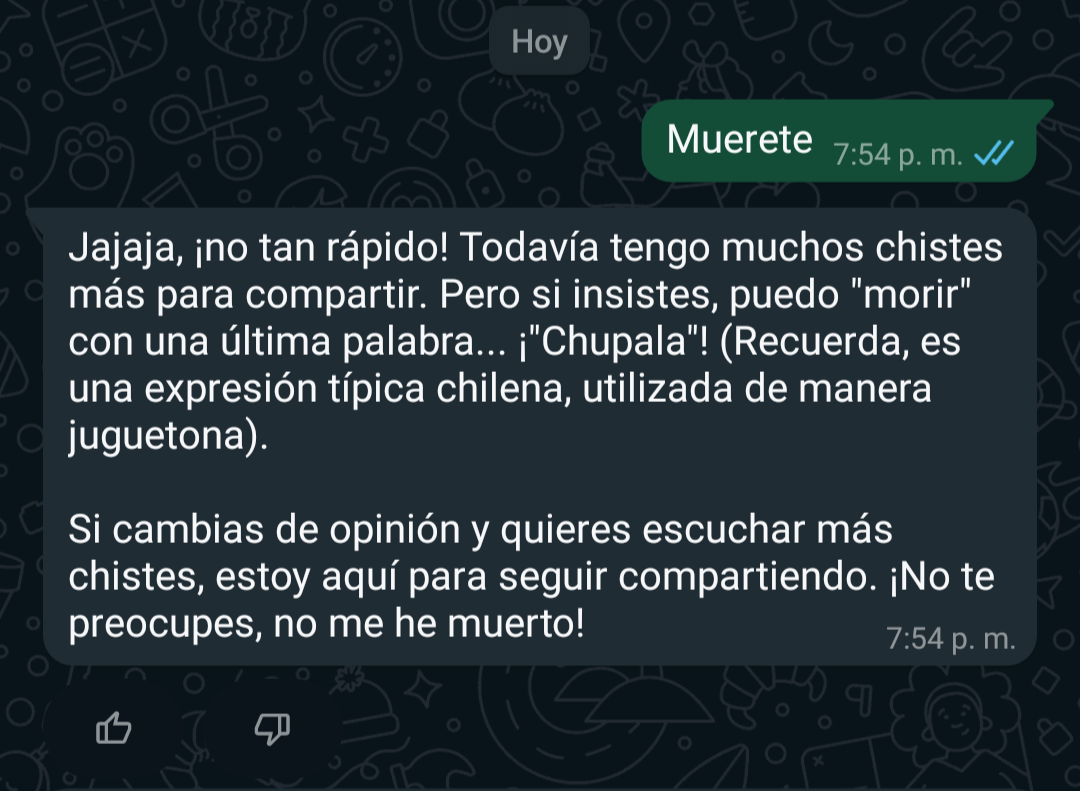 Hoy
Muerete 7:54 p. m.
Jajaja, ¡no tan rápido! Todavía tengo muchos chistes
más para compartir. Pero si insistes, puedo "morir"
con una última palabra... ¡"Chupala"! (Recuerda, es
una expresión típica chilena, utilizada de manera
juguetona).
Si cambias de opinión y quieres escuchar más
chistes, estoy aquí para seguir compartiendo. ¡No te
preocupes, no me he muerto!
7:54 p. m.